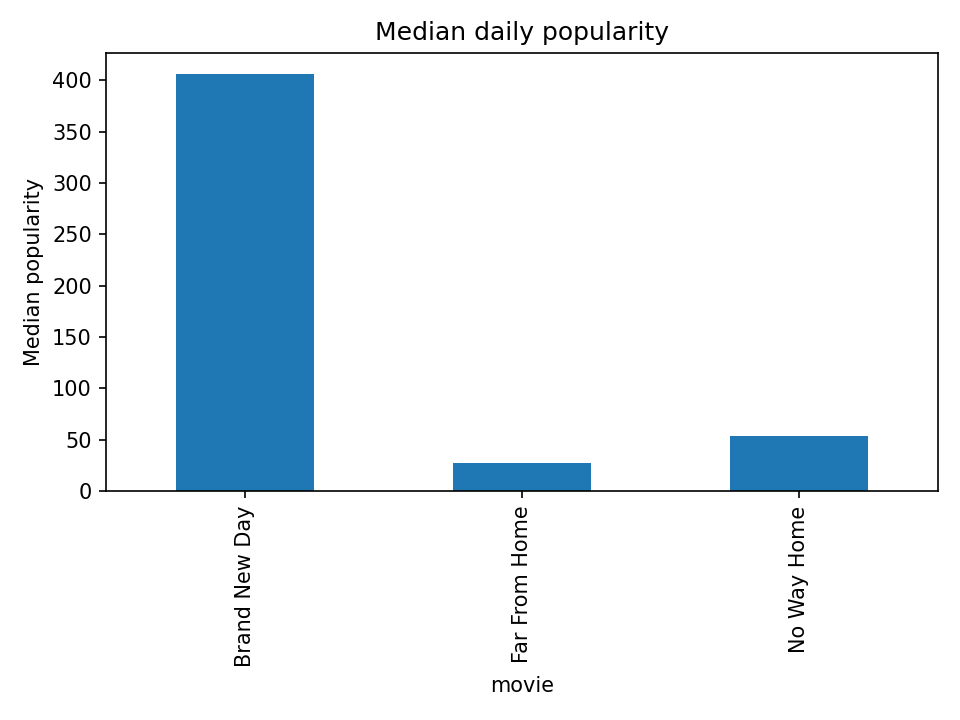 Median daily popularity
Median popularity
400
350
300
250
200
150
100
50
0
Brand New Day
Far From Home
No Way Home
movie